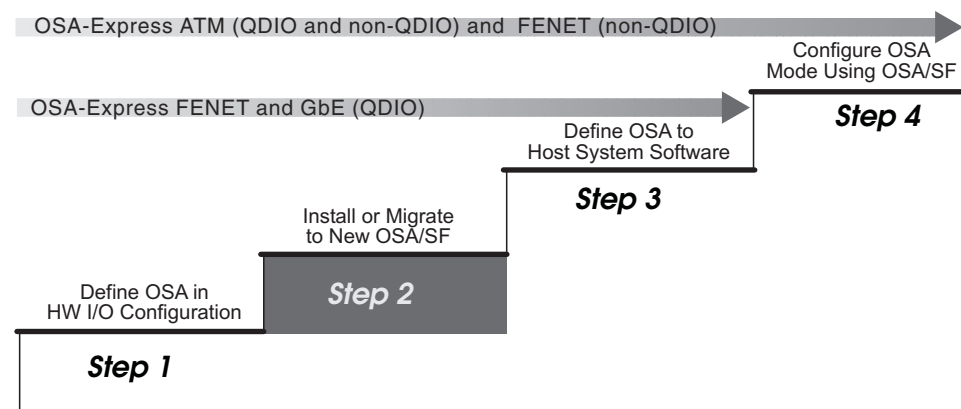 OSA-Express ATM (QDIO and non-QDIO) and FENET (non-QDIO)
Configure OSA
Mode Using OSA/SF
Step 4
OSA-Express FENET and GbE (QDIO)
Define OSA to
Host System Software
Step 3
Install or Migrate
to New OSA/SF
Step 2
Define OSA in
HW I/O Configuration
Step 1